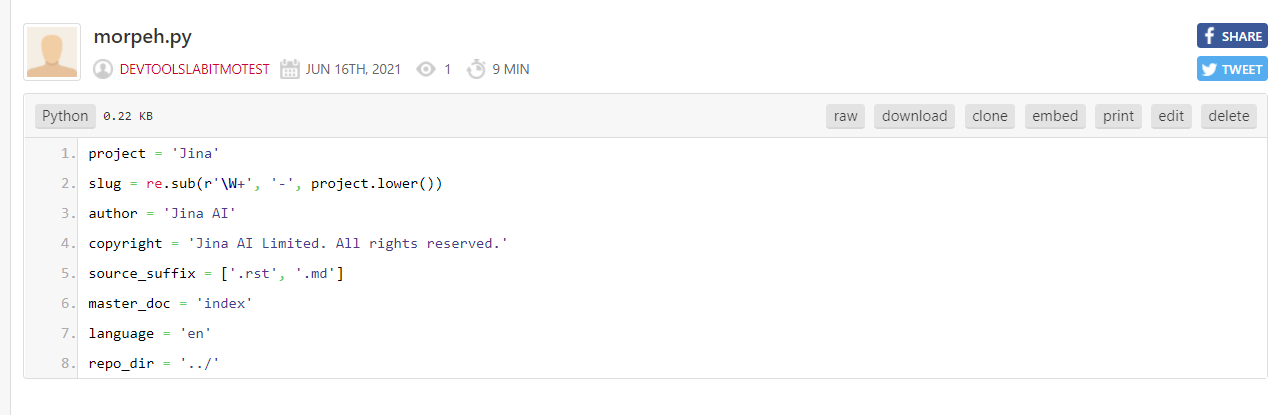 morpeh.py
DEVTOOLSLABITMOTEST JUN 16TH, 2021 1 9 MIN
f SHARE
TWEET
Python 0.22 KB raw download clone embed print edit delete
1. project = 'Jina'
2. slug = re.sub(r'\W+', '-', project.lower())
3. author = 'Jina AI'
4. copyright = 'Jina AI Limited. All rights reserved.'
5. source_suffix = ['.rst', '.md']
6. master_doc = 'index'
7. language = 'en'
8. repo_dir = '../'